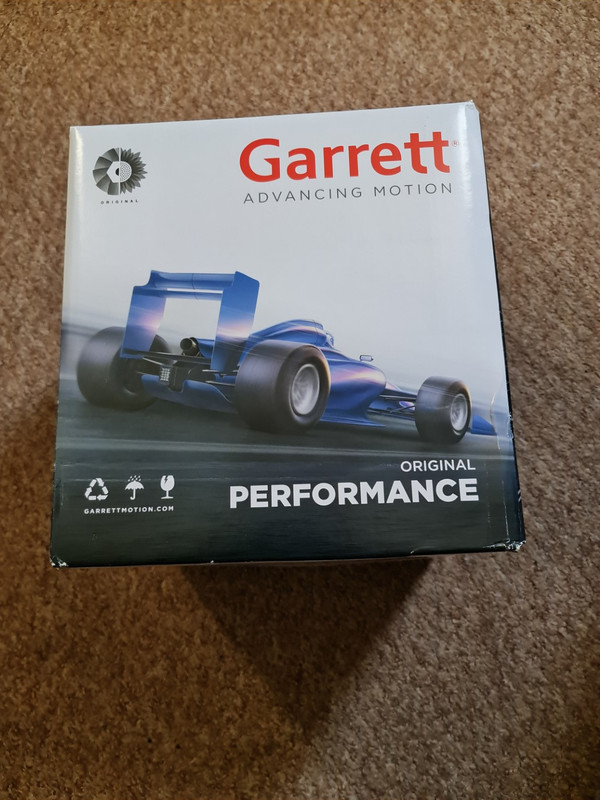 Garrett®
ADVANCING MOTION
ORIGINAL
ORIGINAL
PERFORMANCE
GARRETTMOTION.COM